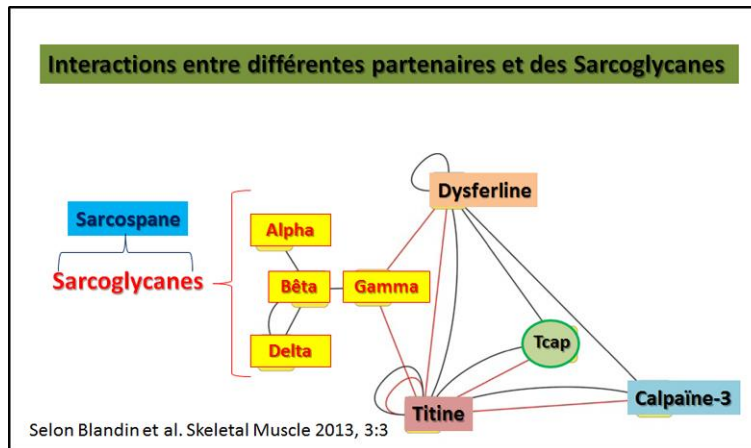 Interactions entre différentes partenaires et des Sarcoglycanes
Dysferline
Sarcospane
Alpha
Sarcoglycanes
Bêta
Gamma
Tcap
Delta
Calpaïne-3
Titine
Selon Blandin et al. Skeletal Muscle 2013, 3:3